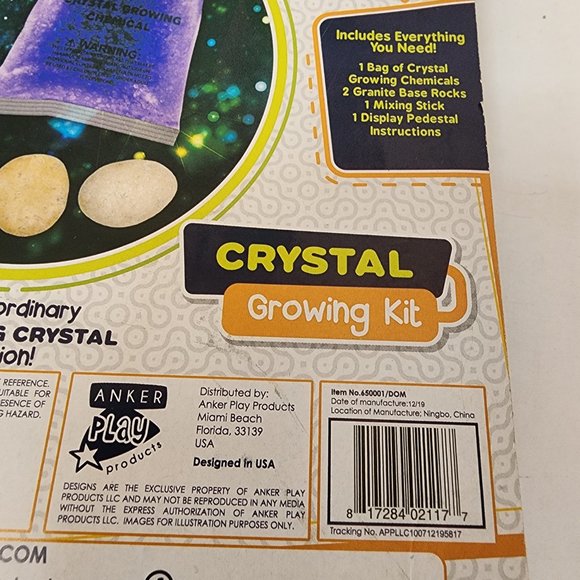 CRYSTAL GROWING
CHEMICAL
WARNING
Includes Everything
You Need!
1 Bag of Crystal
Growing Chemicals
2 Granite Base Rocks
1 Mixing Stick
1 Display Pedestal
Instructions
CRYSTAL
Growing Kit
ordinary
G CRYSTAL
ion!
REFERENCE.
UITABLE FOR
ESENCE OF
G HAZARD.
ANKER
PLAY
products
Distributed by:
Anker Play Products
Miami Beach
Florida, 33139
USA
Designed in USA
DESIGNS ARE THE EXCLUSIVE PROPERTY OF ANKER PLAY
PRODUCTS LLC AND MAY NOT BE REPRODUCED IN ANY MEDIA
WITHOUT THE EXPRESS AUTHORIZATION OF ANKER PLAY
PRODUCTS LLC. IMAGES FOR ILLUSTRATION PURPOSES ONLY.
Item No.650001/DOM
Date of manufacture:12/19
Location of Manufacture: Ningbo, China
8 17284 02117 7
Tracking No. APPLLC100712195817
.COM